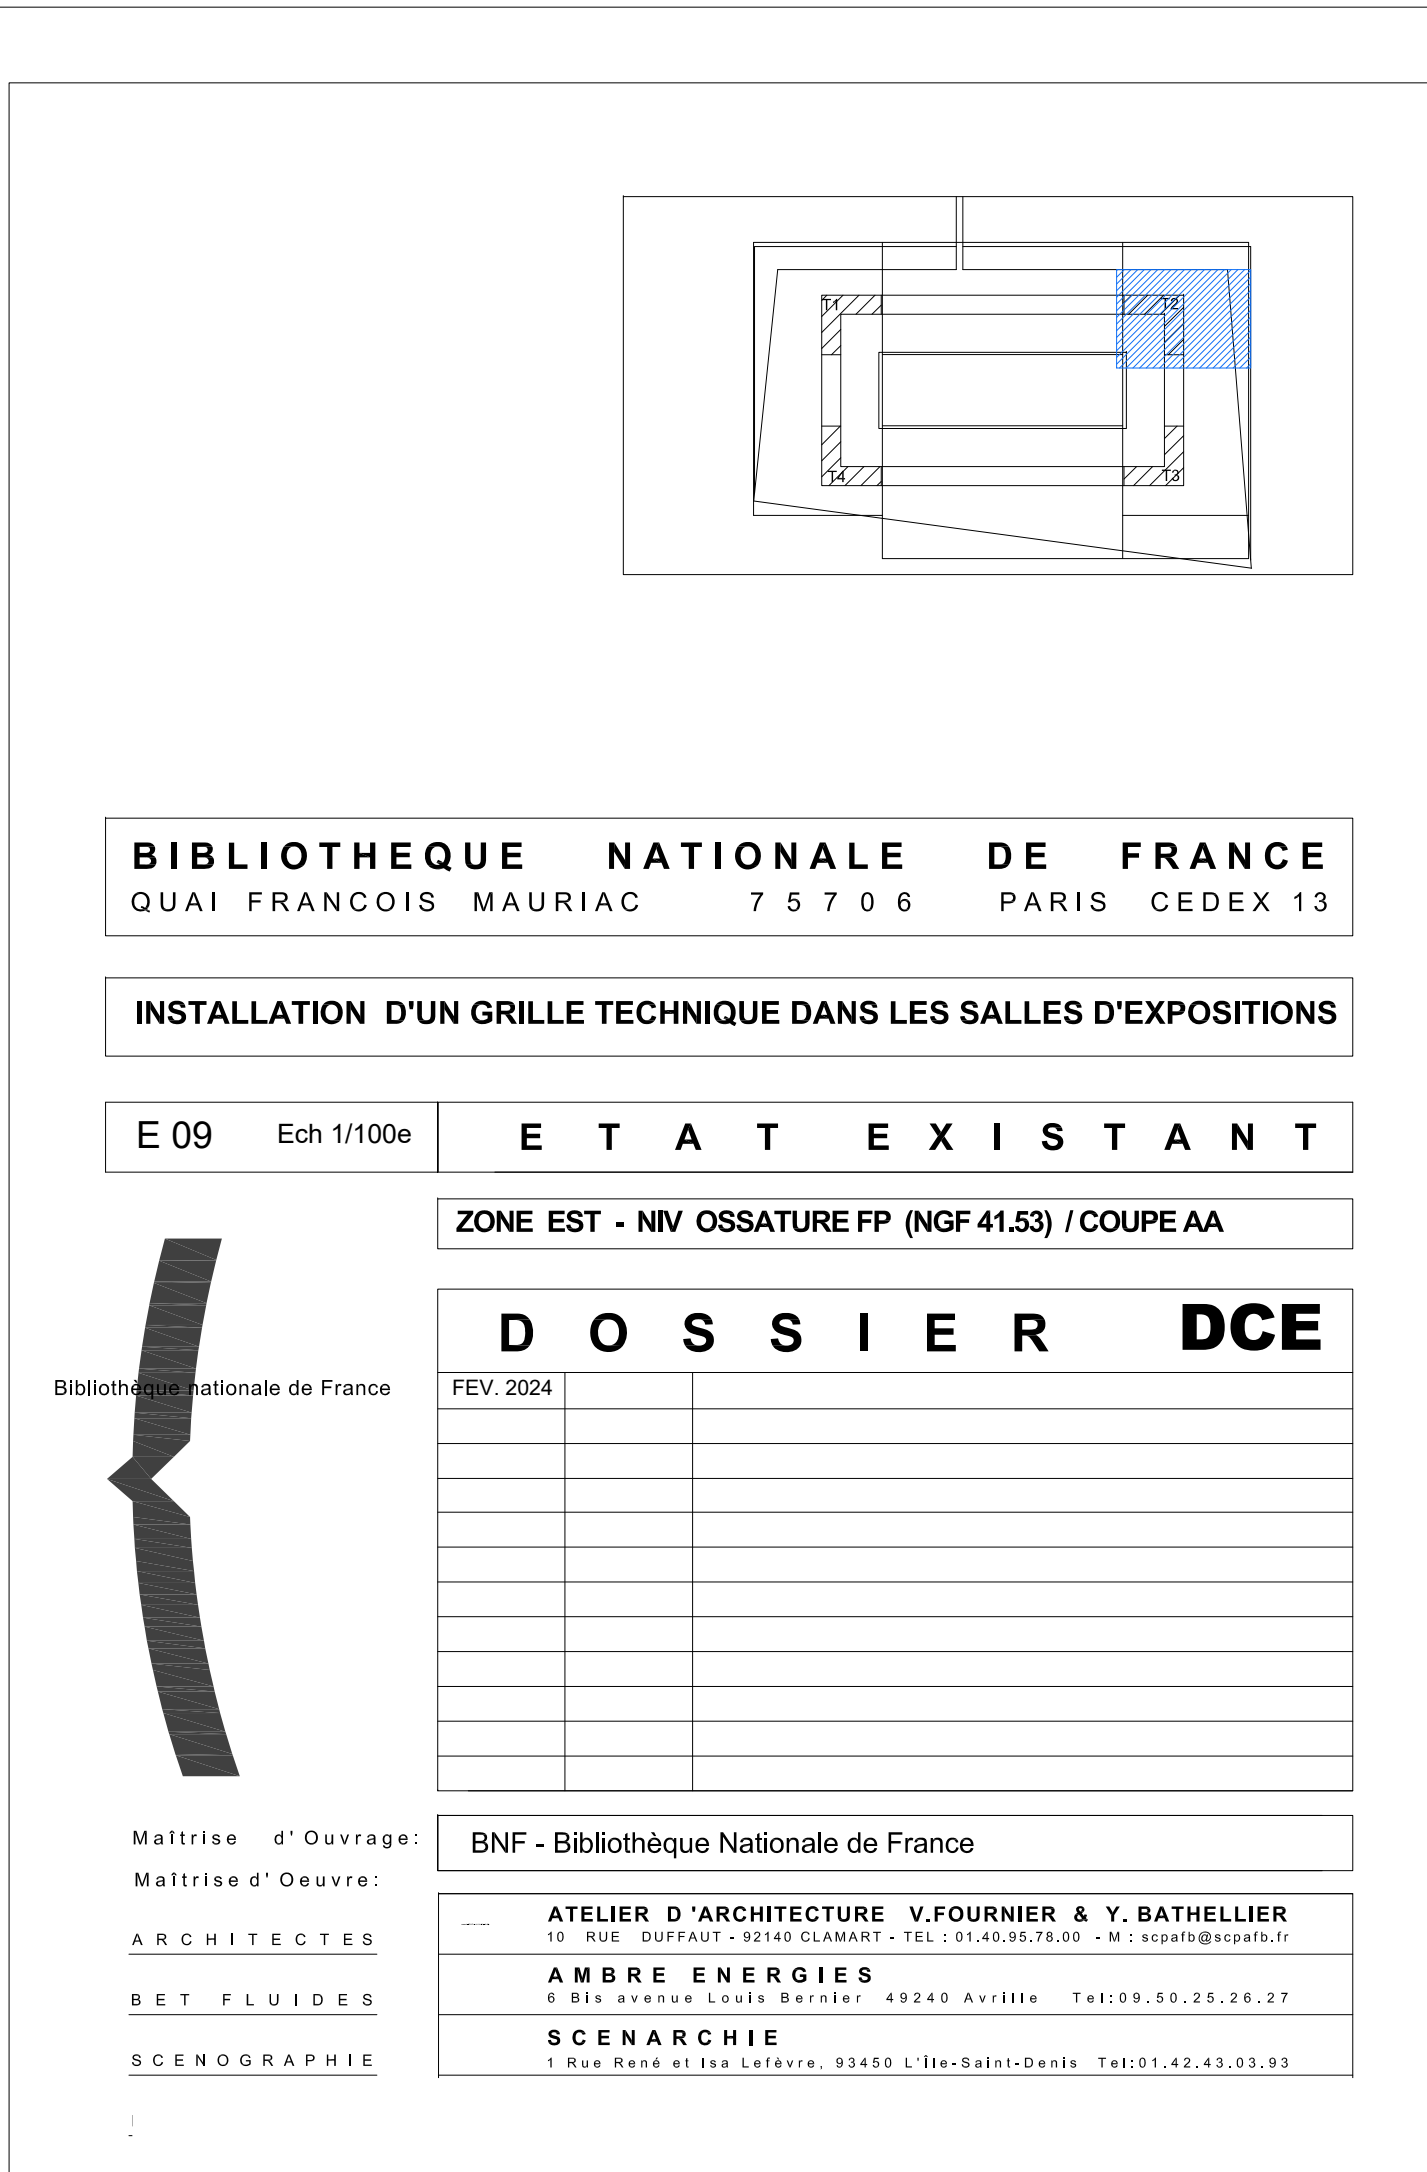 T1
T2
T4
T3
BIBLIOTHEQUE NATIONALE DE FRANCE
QUAI FRANCOIS MAURIAC 75706 PARIS CEDEX 13
INSTALLATION D'UN GRILLE TECHNIQUE DANS LES SALLES D'EXPOSITIONS
E 09 Ech 1/100e ETAT EXISTANT
ZONE EST - NIV OSSATURE FP (NGF 41.53) / COUPE AA
DOSSIER DCE
Bibliothèque nationale de France
FEV. 2024
Maîtrise d'Ouvrage: BNF - Bibliothèque Nationale de France
Maîtrise d'Oeuvre:
ARCHITECTES
ATELIER D'ARCHITECTURE V.FOURNIER & Y. BATHELLIER
10 RUE DUFFAUT - 92140 CLAMART - TEL : 01.40.95.78.00 - M : scpafb@scpafb.fr
BET FLUIDES
AMBRE ENERGIES
6 Bis avenue Louis Bernier 49240 Avrille Tel:09.50.25.26.27
SCENOGRAPHIE
SCENARCHIE
1 Rue René et Isa Lefèvre, 93450 L'Île-Saint-Denis Tel:01.42.43.03.93